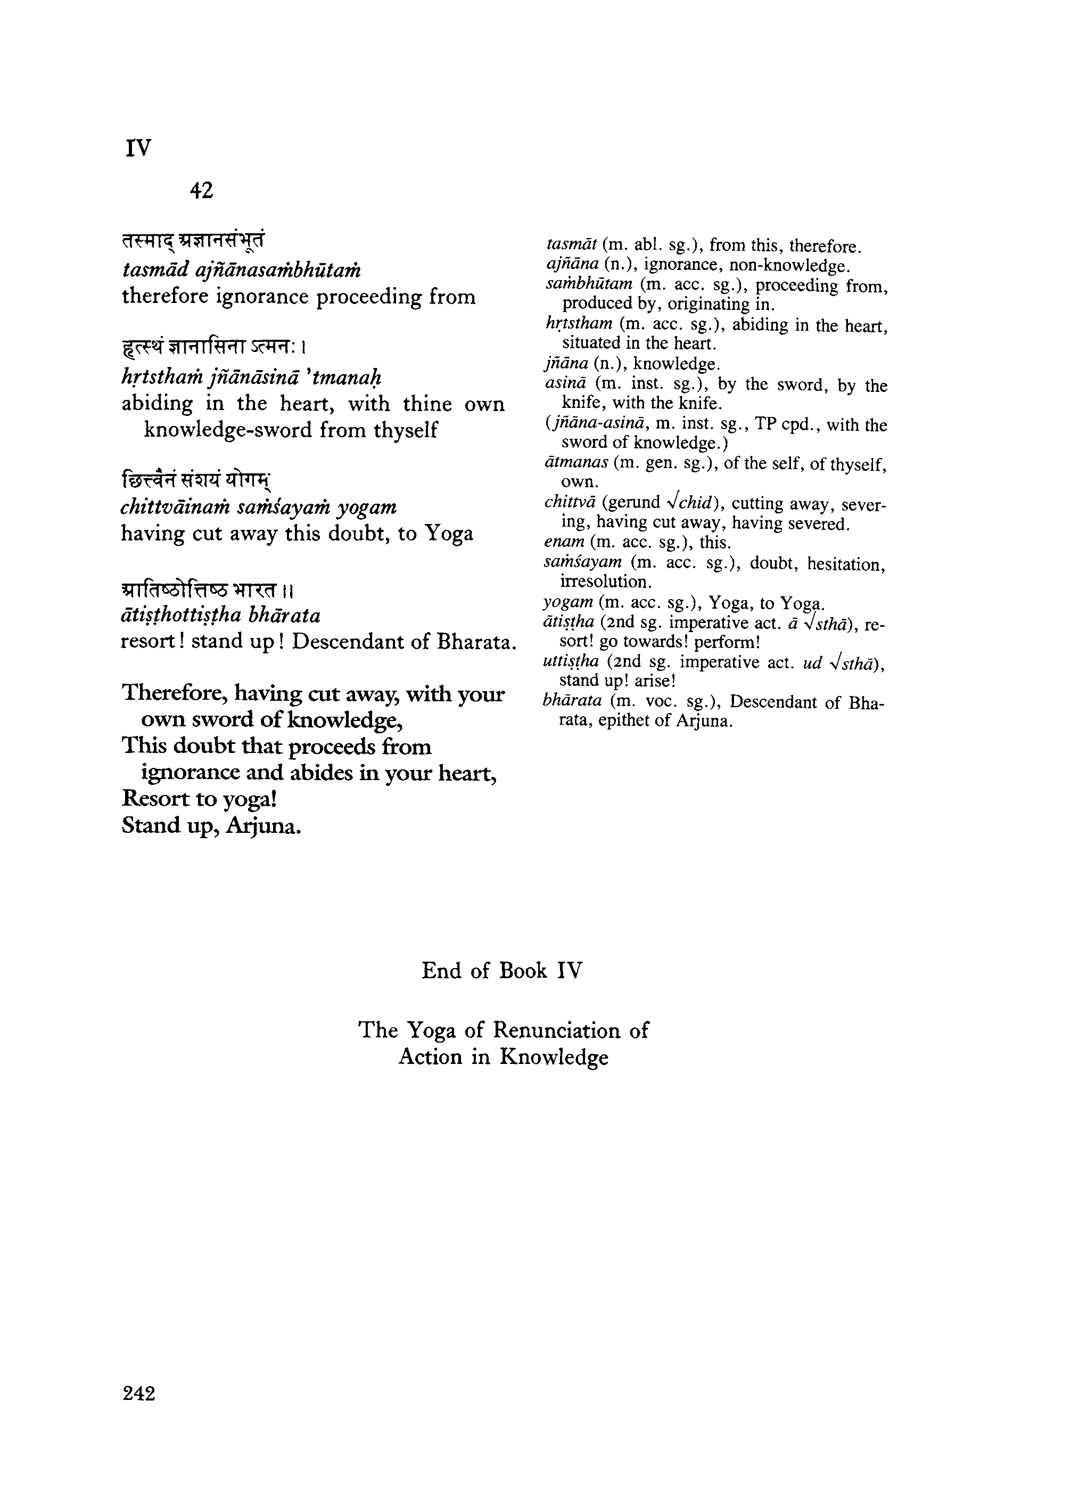 IV
42
तस्माद् अज्ञानसंभूतं
tasmād ajñānasaṁbhūtaṁ
therefore ignorance proceeding from
हृत्स्थं ज्ञानासिना ऽत्मनः ।
hṛtsthaṁ jñānāsinā 'tmanaḥ
abiding in the heart, with thine own
knowledge-sword from thyself
छित्त्वैनं संशयं योगम्
chittvāinaṁ saṁśayaṁ yogam
having cut away this doubt, to Yoga
आतिष्ठोत्तिष्ठ भारत ॥
ātiṣṭhottiṣṭha bhārata
resort! stand up! Descendant of Bharata.
Therefore, having cut away, with your
own sword of knowledge,
This doubt that proceeds from
ignorance and abides in your heart,
Resort to yoga!
Stand up, Arjuna.
tasmāt (m. abl. sg.), from this, therefore.
ajñāna (n.), ignorance, non-knowledge.
saṁbhūtam (m. acc. sg.), proceeding from,
produced by, originating in.
hṛtstham (m. acc. sg.), abiding in the heart,
situated in the heart.
jñāna (n.), knowledge.
asinā (m. inst. sg.), by the sword, by the
knife, with the knife.
(jñāna-asinā, m. inst. sg., TP cpd., with the
sword of knowledge.)
ātmanas (m. gen. sg.), of the self, of thyself,
own.
chittvā (gerund √chid), cutting away, sever-
ing, having cut away, having severed.
enam (m. acc. sg.), this.
saṁśayam (m. acc. sg.), doubt, hesitation,
irresolution.
yogam (m. acc. sg.), Yoga, to Yoga.
ātiṣṭha (2nd sg. imperative act. ā √sthā), re-
sort! go towards! perform!
uttiṣṭha (2nd sg. imperative act. ud √sthā),
stand up! arise!
bhārata (m. voc. sg.), Descendant of Bha-
rata, epithet of Arjuna.
End of Book IV
The Yoga of Renunciation of
Action in Knowledge
242